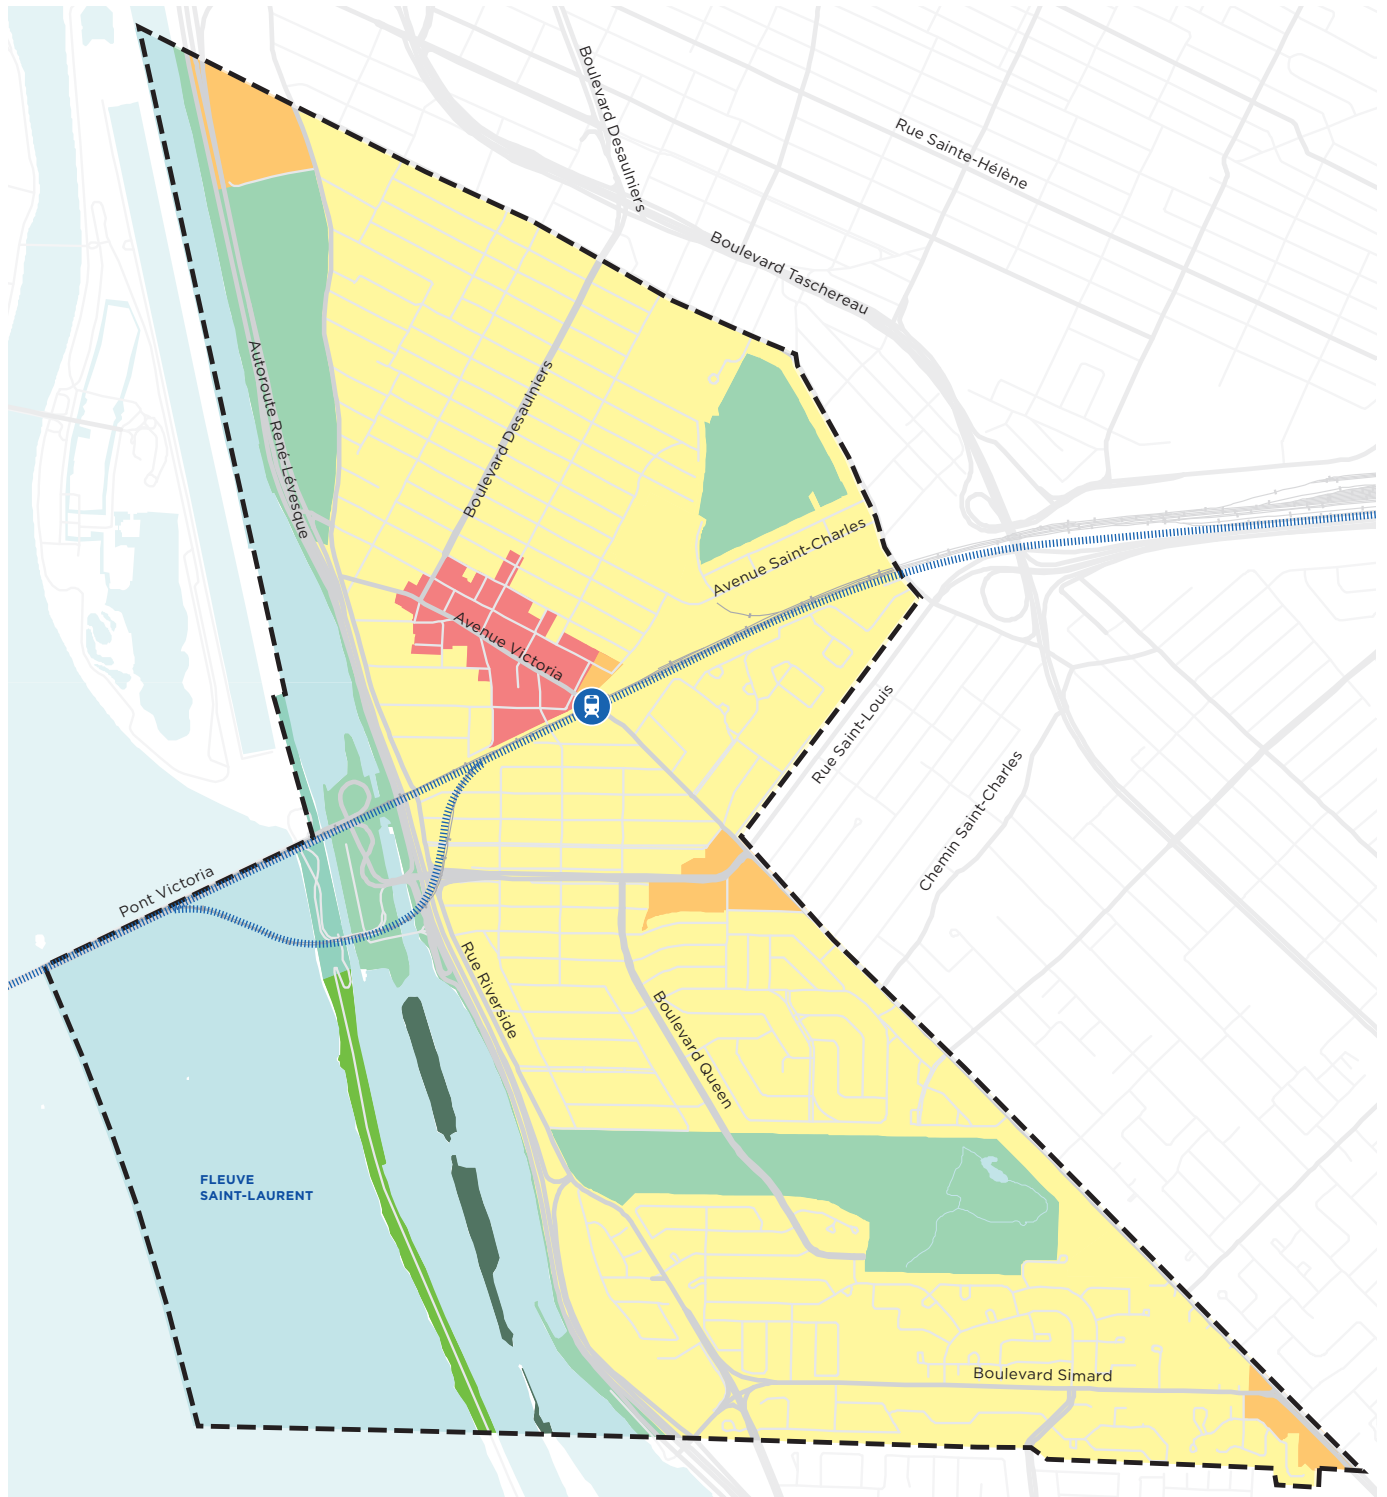 Boulevard Desaulniers
Rue Sainte-Hélène
Boulevard Taschereau
Autoroute René-Lévesque
Boulevard Desaulniers
Avenue Saint-Charles
Avenue Victoria
Rue Saint-Louis
Chemin Saint-Charles
Pont Victoria
Rue Riverside
Boulevard Queen
FLEUVE
SAINT-LAURENT
Boulevard Simard